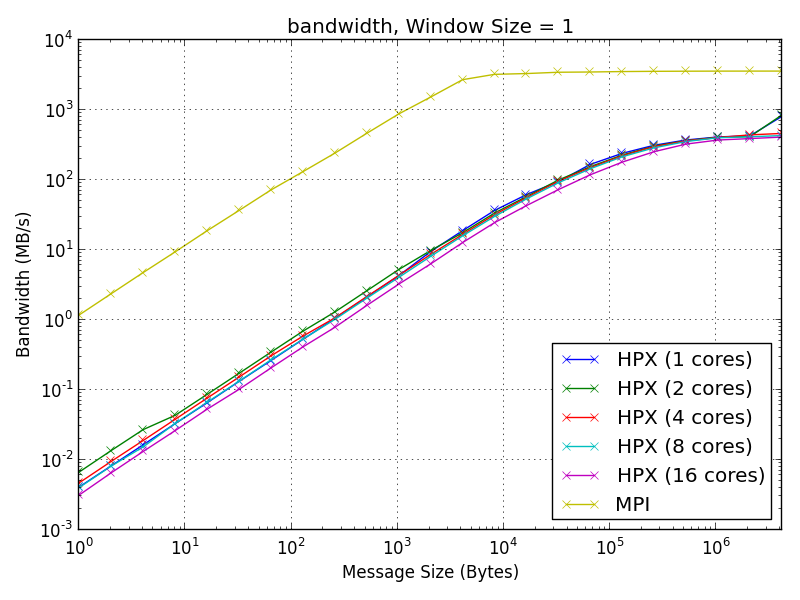 bandwidth, Window Size = 1
Bandwidth (MB/s)
10^4
10^3
10^2
10^1
10^0
10^-1
10^-2
10^-3
HPX (1 cores)
HPX (2 cores)
HPX (4 cores)
HPX (8 cores)
HPX (16 cores)
MPI
10^0 10^1 10^2 10^3 10^4 10^5 10^6
Message Size (Bytes)